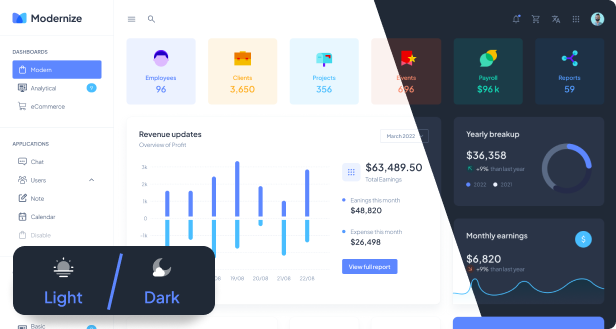 Modernize
DASHBOARDS
Modern
Analytical
9
eCommerce
APPLICATIONS
Chat
Users
Note
Calendar
Disable
Basic
Employees
96
Clients
3,650
Projects
356
Events
696
Payroll
$96k
Reports
59
Revenue updates
Overview of Profit
March 2022
3k
2k
1k
0
-1k
19/08
20/08
21/08
22/08
$63,489.50
Total Earnings
Earnings this month
$48,820
Expense this month
$26,498
View full report
Yearly breakup
$36,358
+9% than last year
2022
2021
Monthly earnings
$
$6,820
+9% than last year
Light
Dark